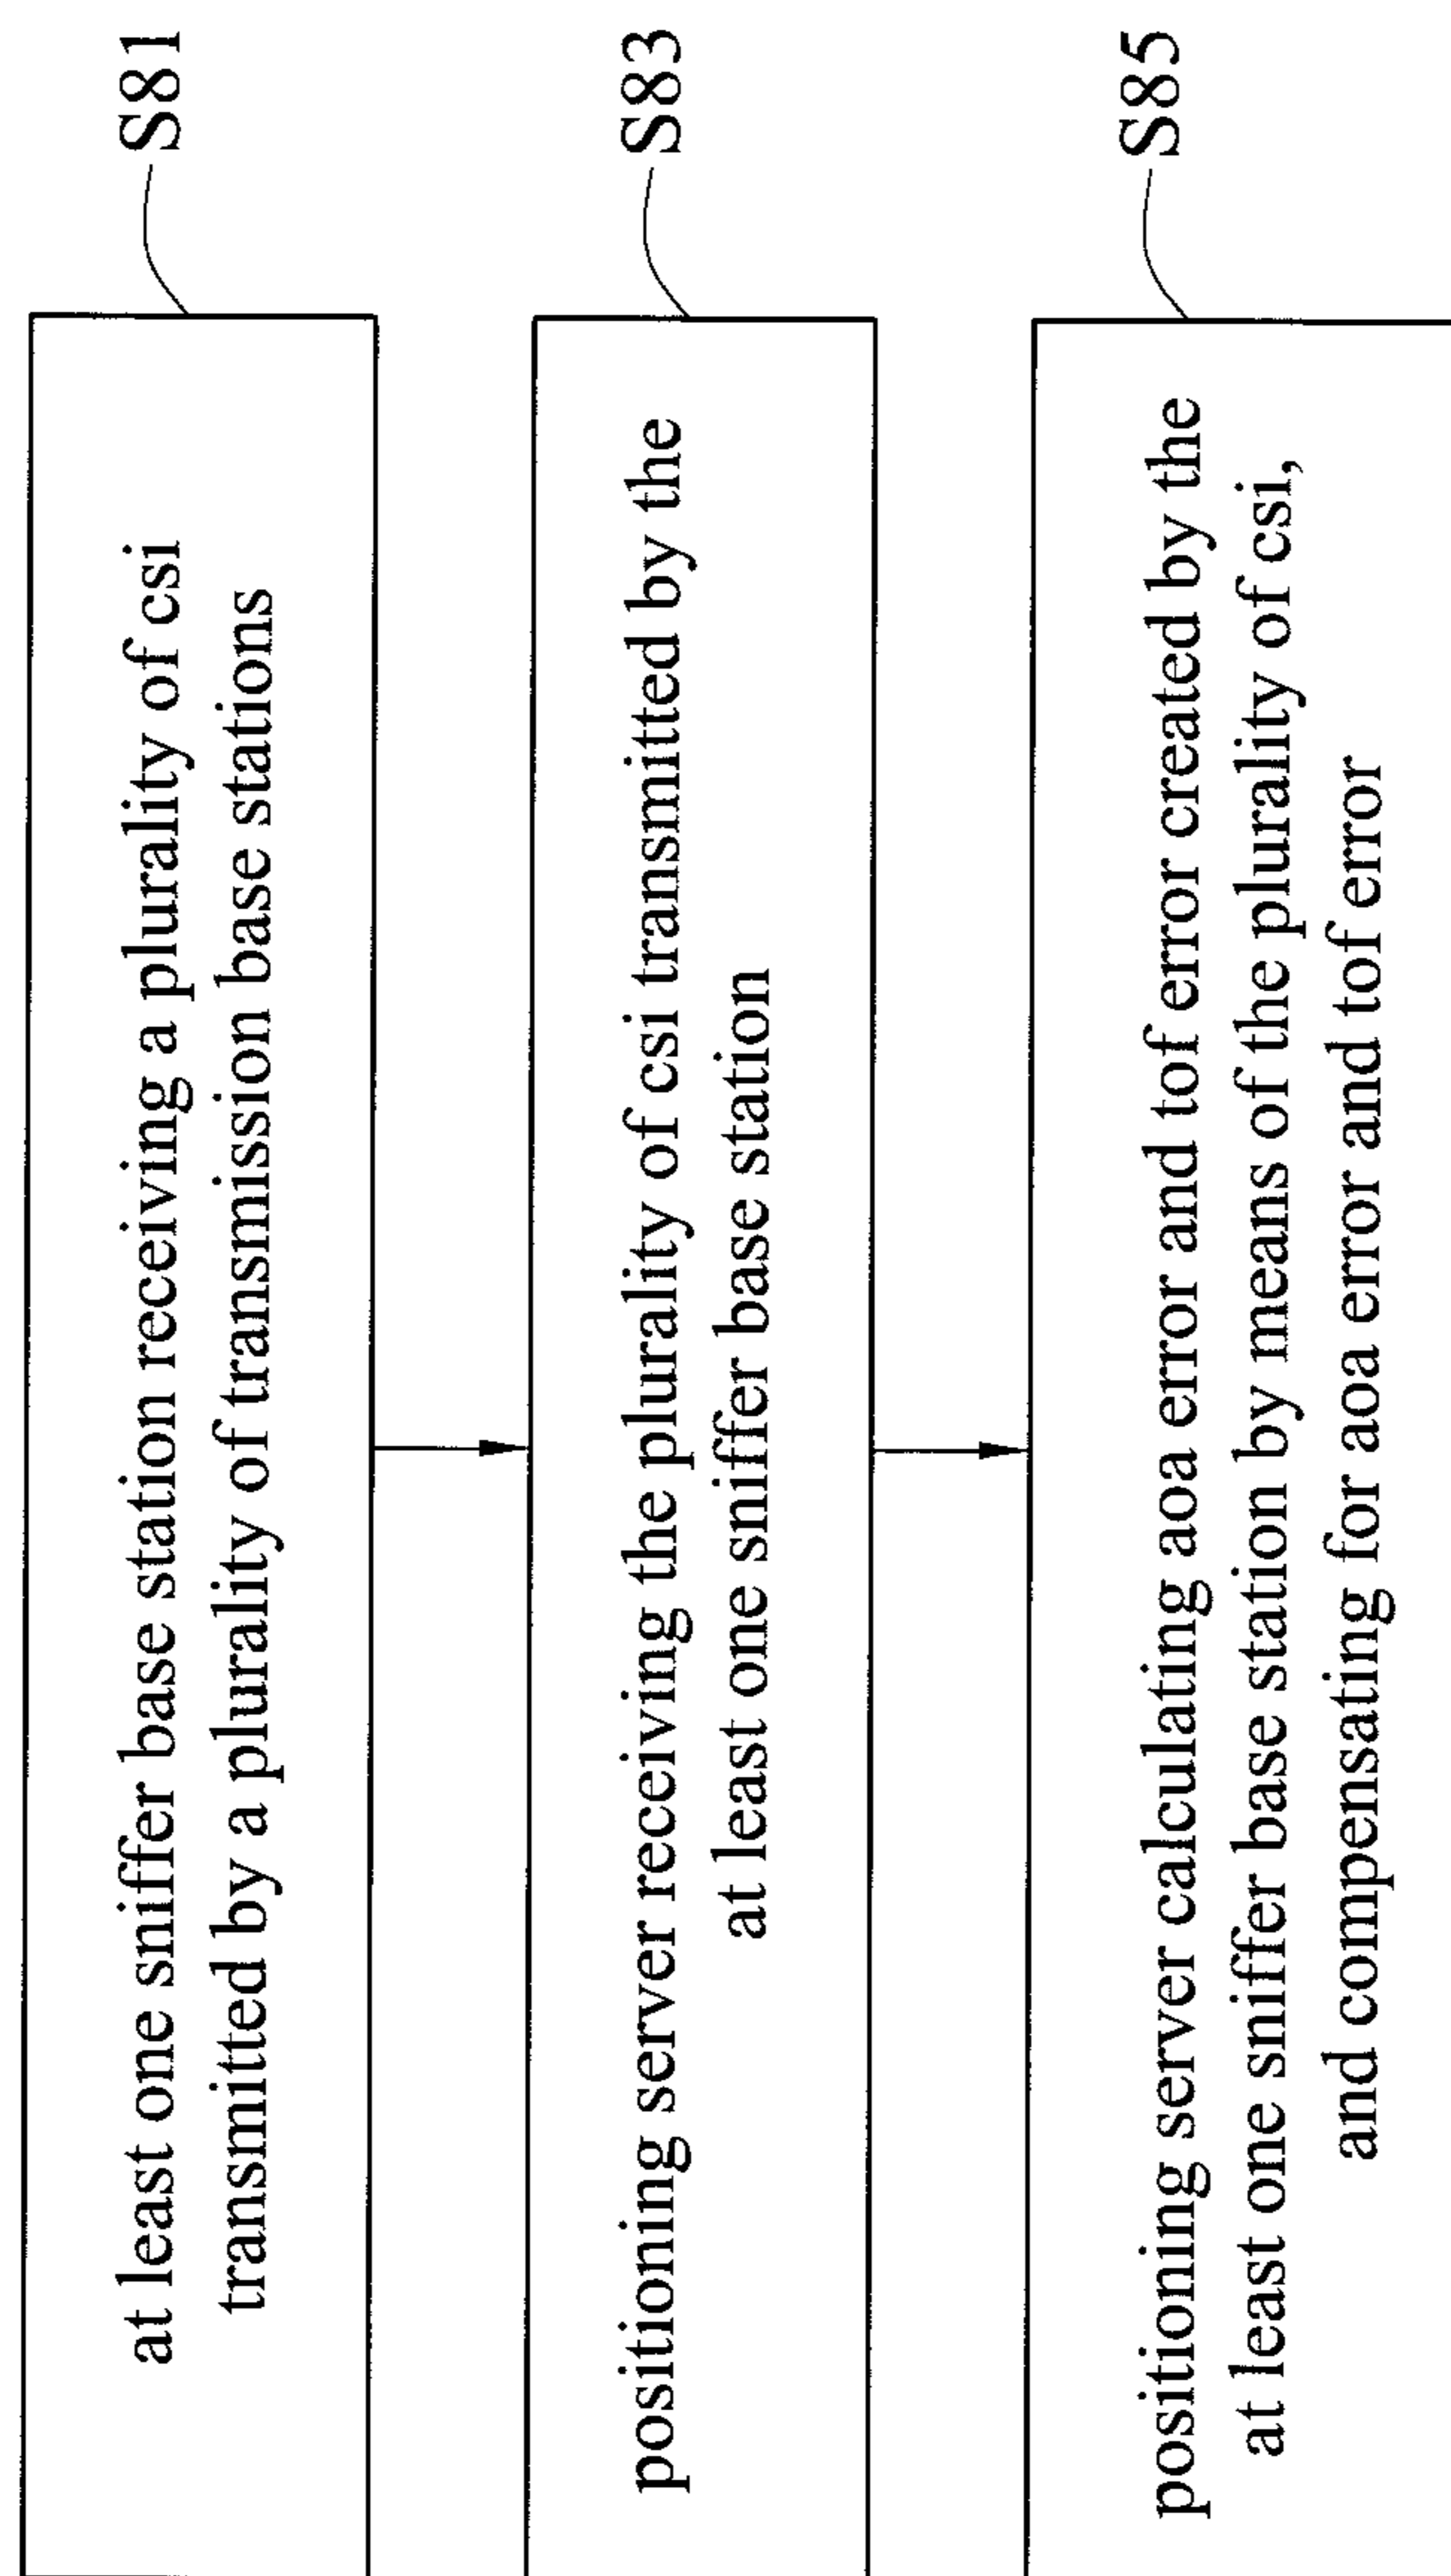 at least one sniffer base station receiving a plurality of csi
transmitted by a plurality of transmission base stations
S81
positioning server receiving the plurality of csi transmitted by the
at least one sniffer base station
S83
positioning server calculating aoa error and tof error created by the
at least one sniffer base station by means of the plurality of csi,
and compensating for aoa error and tof error
S85